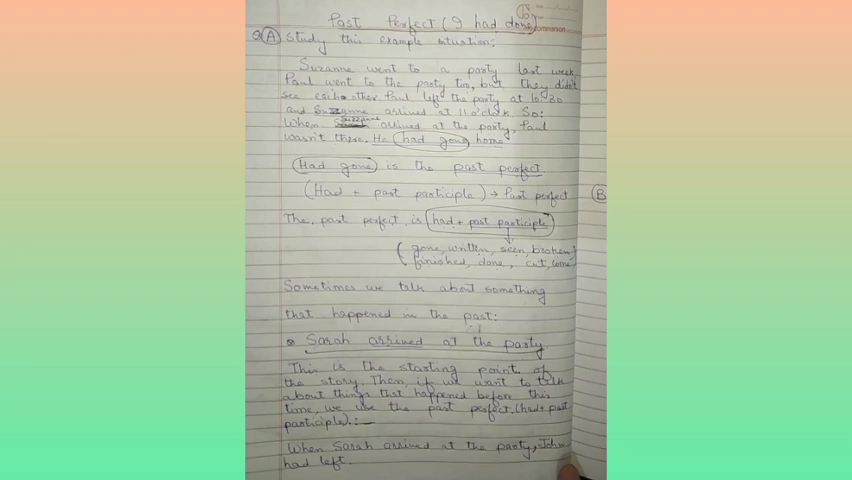 Past Perfect (I had done)
(A) Study this example situation:
Suzanne went to a party last week,
Paul went to the party too, but they didn't
see each other. Paul left the party at 10:30
and Suzanne arrived at 11 o'clock. So:
When Suzzane arrived at the party, Paul
wasn't there. He had gone home
Had gone is the past perfect
(Had + past participle) → Past perfect
B
The, past perfect, is had + past participle
(gone, written, seen, broken,
finished, done, cut, come
Sometimes we talk about something
that happened in the past:
Sarah arrived at the party
This is the starting point of
the story. Then, if we want to talk
about things that happened before this
time, we use the past perfect. (had + past
participle).:—
When Sarah arrived at the party, John
had left.